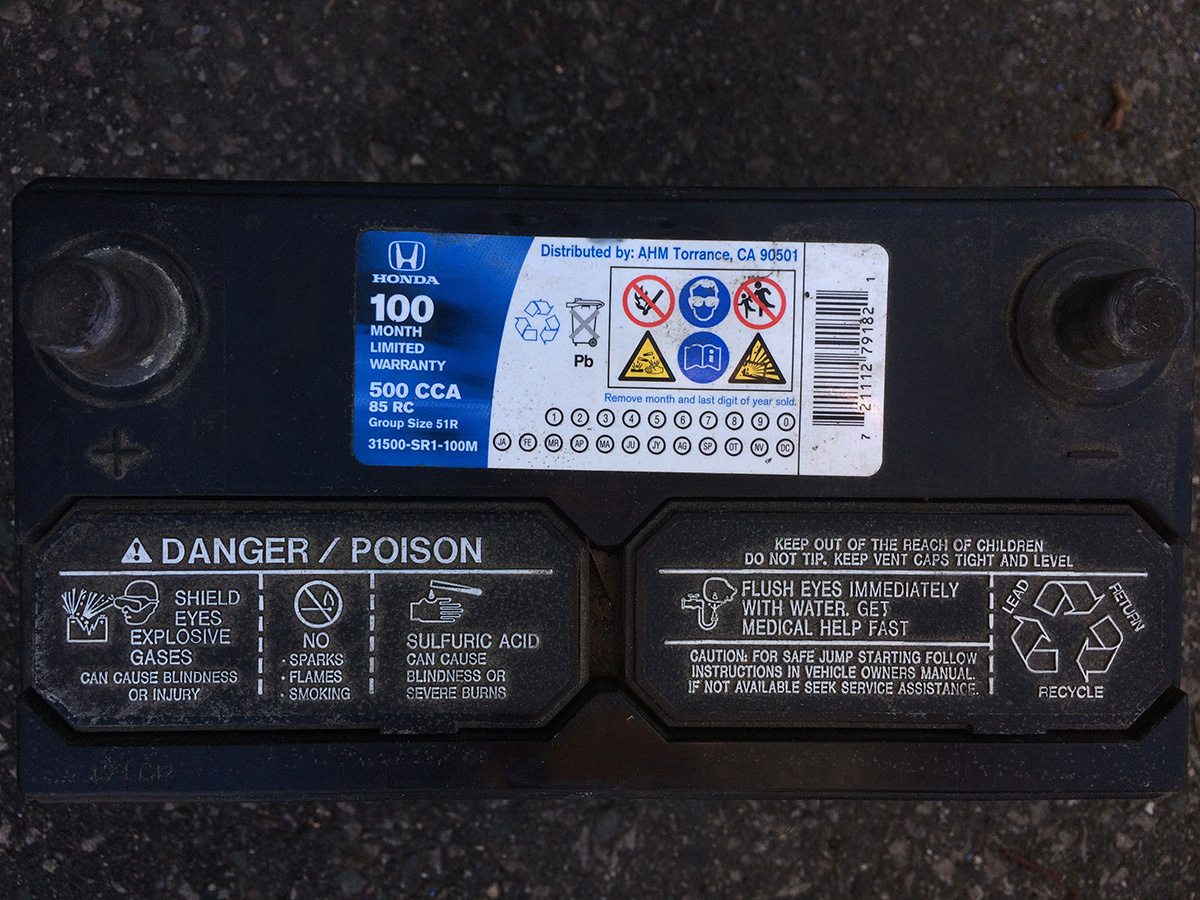 HONDA
100
MONTH
LIMITED
WARRANTY
500 CCA
85 RC
Group Size 51R
31500-SR1-100M
Distributed by: AHM Torrance, CA 90501
Pb
Remove month and last digit of year sold.
1 2 3 4 5 6 7 8 9 0
JA FE MR AP MA JU JY AG SP OT NV DC
7 21112 79182 1
+
−
DANGER / POISON
SHIELD
EYES
EXPLOSIVE
GASES
CAN CAUSE BLINDNESS
OR INJURY
NO
· SPARKS
· FLAMES
· SMOKING
SULFURIC ACID
CAN CAUSE
BLINDNESS OR
SEVERE BURNS
KEEP OUT OF THE REACH OF CHILDREN
DO NOT TIP. KEEP VENT CAPS TIGHT AND LEVEL
FLUSH EYES IMMEDIATELY
WITH WATER. GET
MEDICAL HELP FAST
CAUTION: FOR SAFE JUMP STARTING FOLLOW
INSTRUCTIONS IN VEHICLE OWNERS MANUAL.
IF NOT AVAILABLE SEEK SERVICE ASSISTANCE.
LEAD
RETURN
RECYCLE